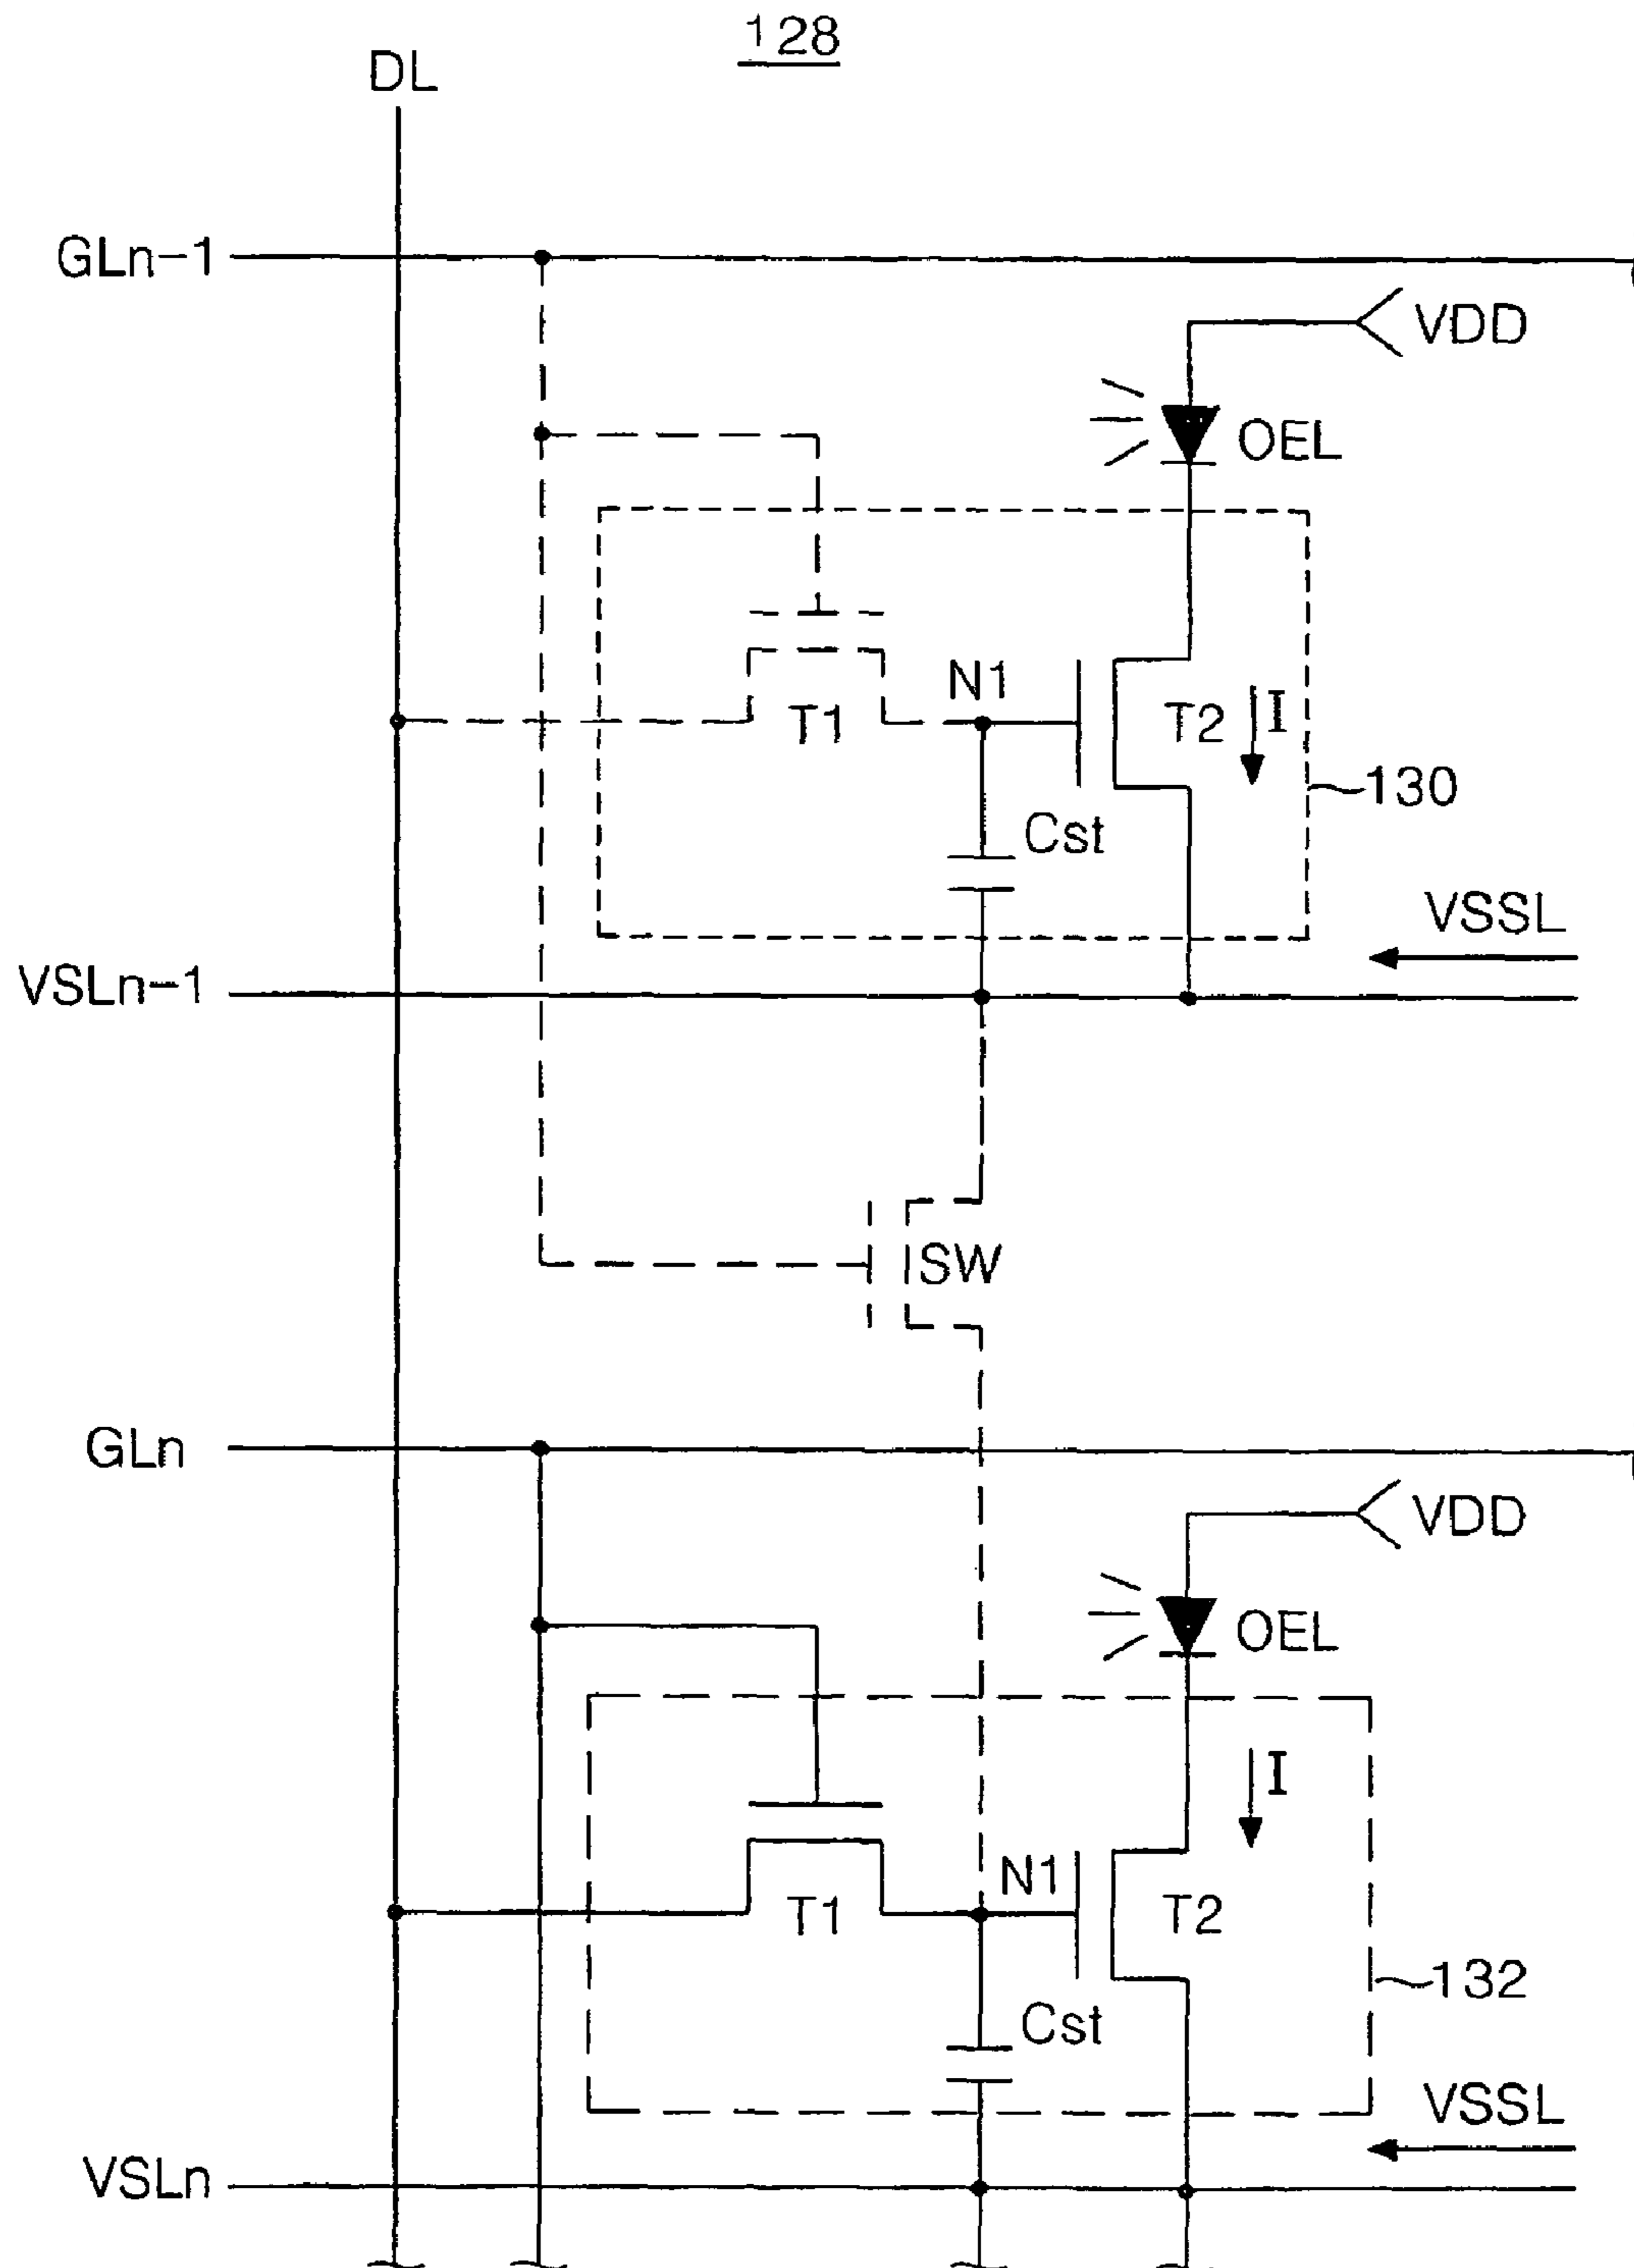 128
DL
GLn-1
VDD
OEL
N1
T1
T2
I
130
Cst
VSSL
VSLn-1
SW
GLn
VDD
OEL
I
N1
T1
T2
132
Cst
VSSL
VSLn